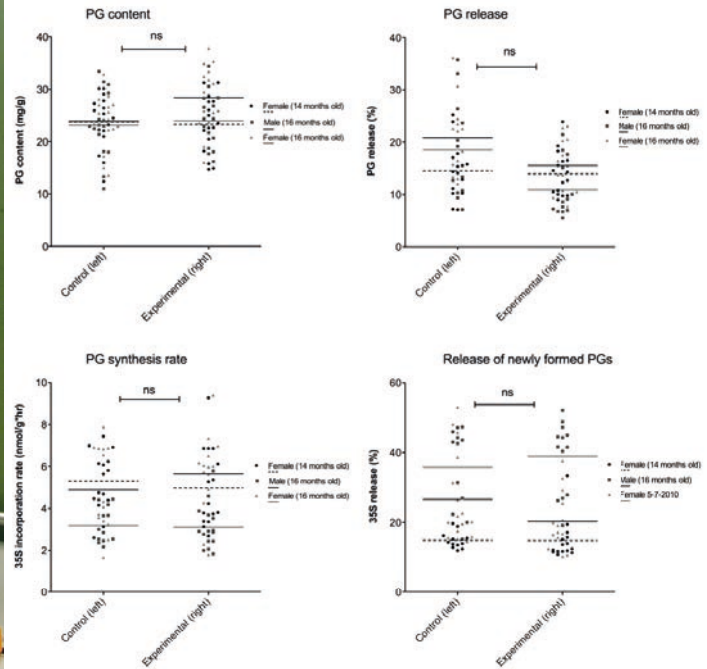 PG content
ns
40
30
20
10
0
PG content (mg/g)
Female (14 months old)
Male (16 months old)
Female (16 months old)
Control (left)
Experimental (right)
PG release
ns
40
30
20
10
0
PG release (%)
Female (14 months old)
Male (16 months old)
Female (16 months old)
Control (left)
Experimental (right)
PG synthesis rate
ns
10
8
6
4
2
0
35S incorporation rate (nmol/g*hr)
Female (14 months old)
Male (16 months old)
Female (16 months old)
Control (left)
Experimental (right)
Release of newly formed PGs
ns
60
40
20
0
35S release (%)
Female (14 months old)
Male (16 months old)
Female 5-7-2010
Control (left)
Experimental (right)